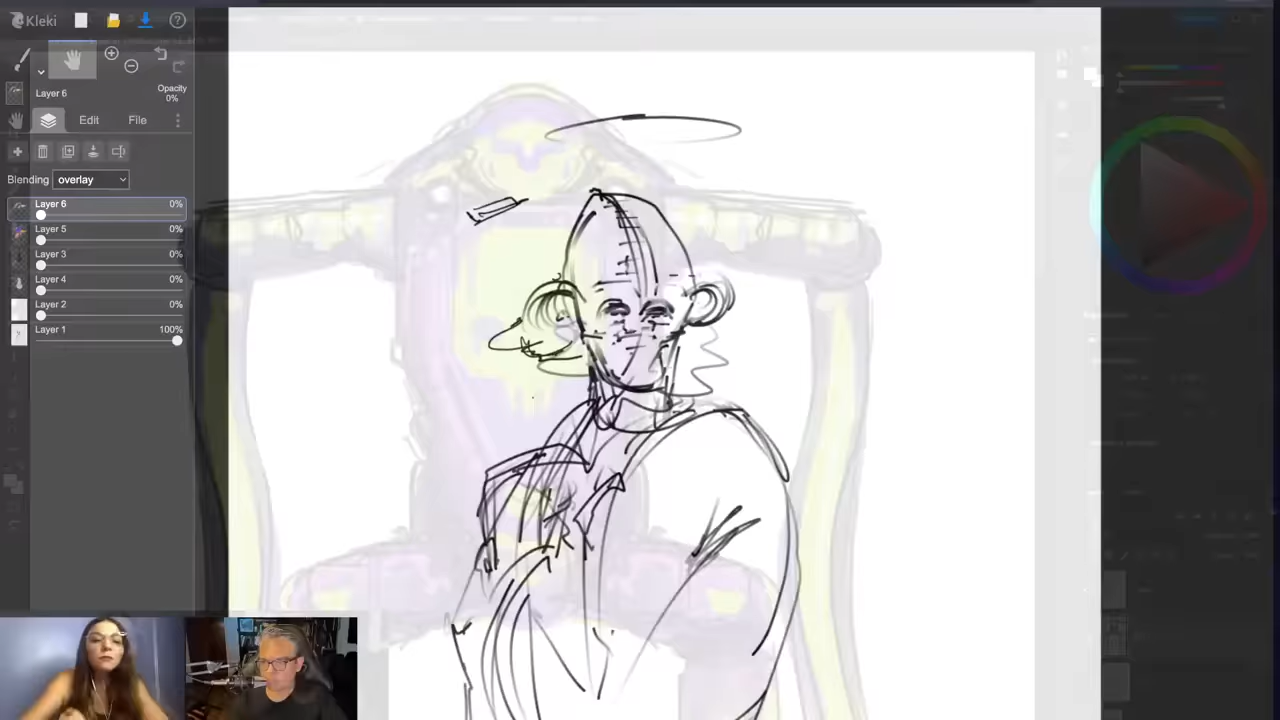 Kleki
Layer 6
Opacity
0%
Edit
File
Blending
overlay
Layer 6
0%
Layer 5
0%
Layer 3
0%
Layer 4
0%
Layer 2
0%
Layer 1
100%